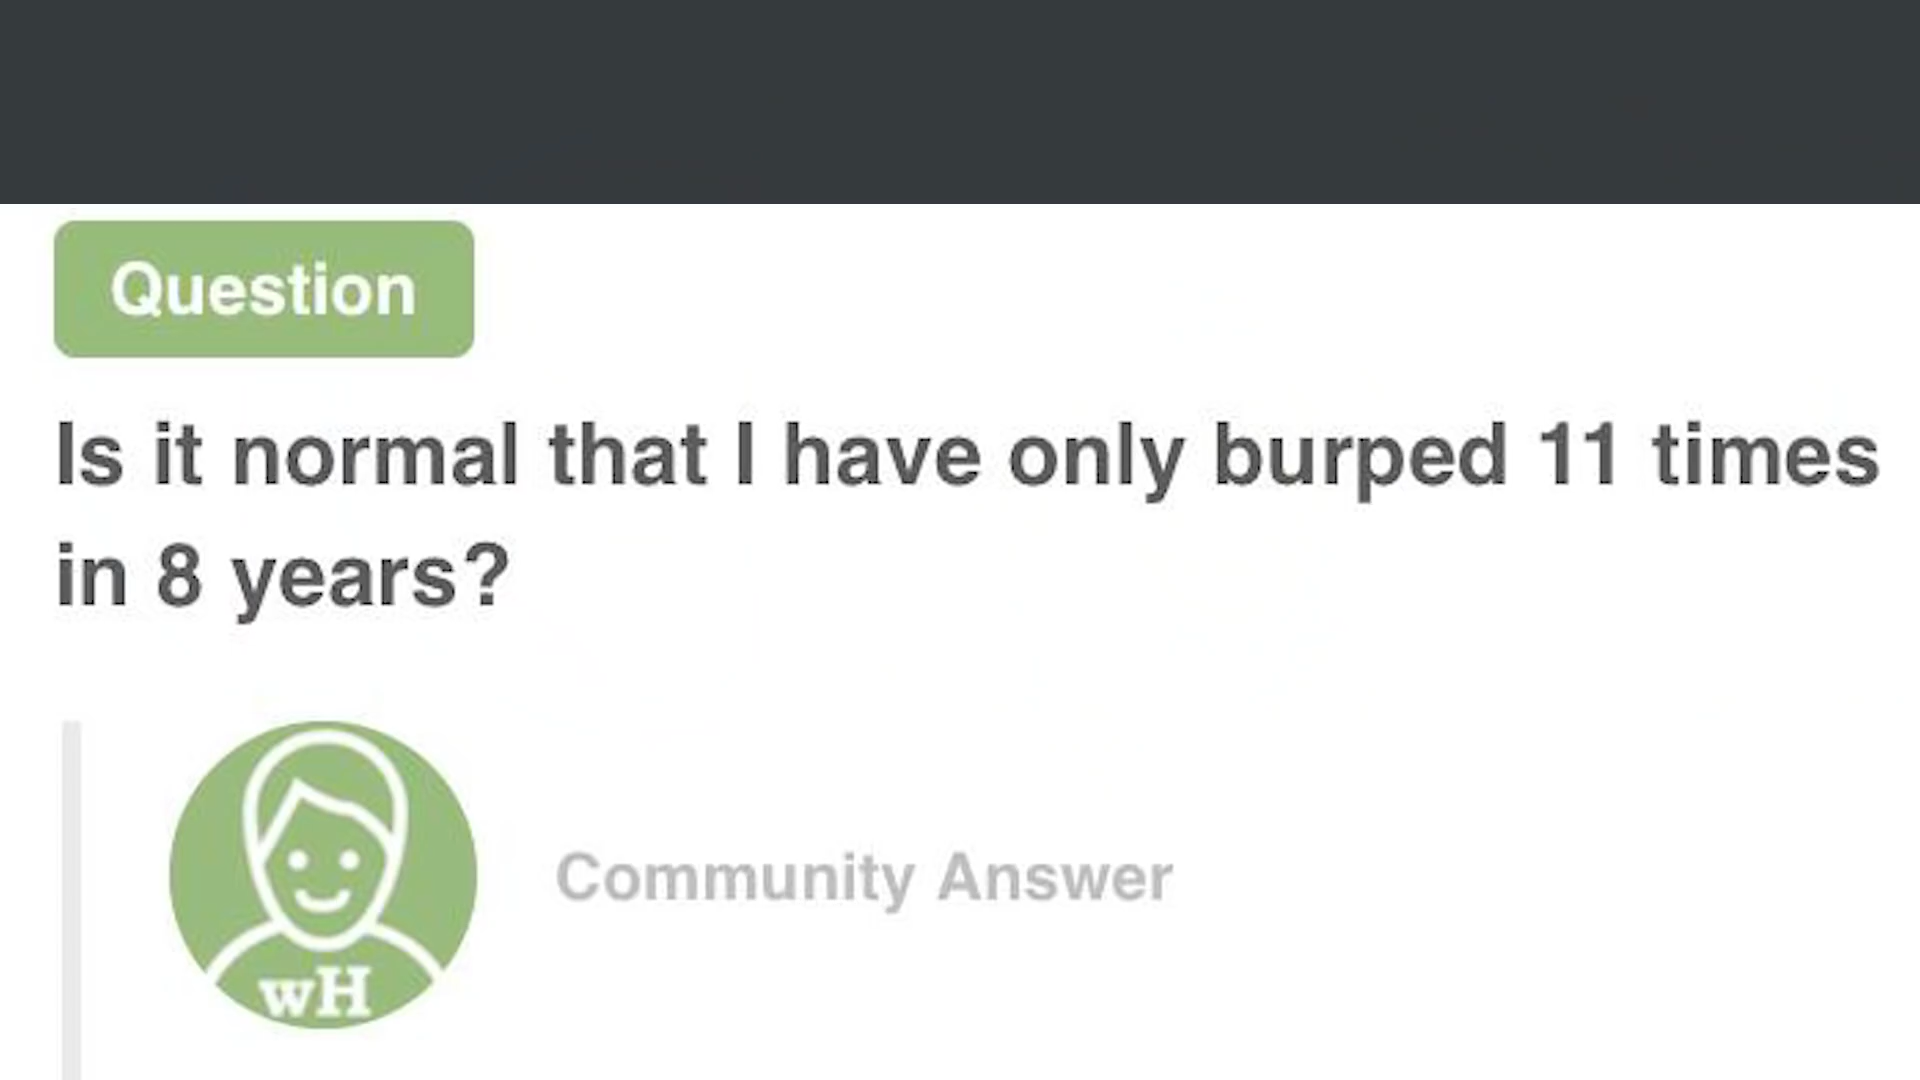 Question
Is it normal that I have only burped 11 times
in 8 years?
Community Answer
wH